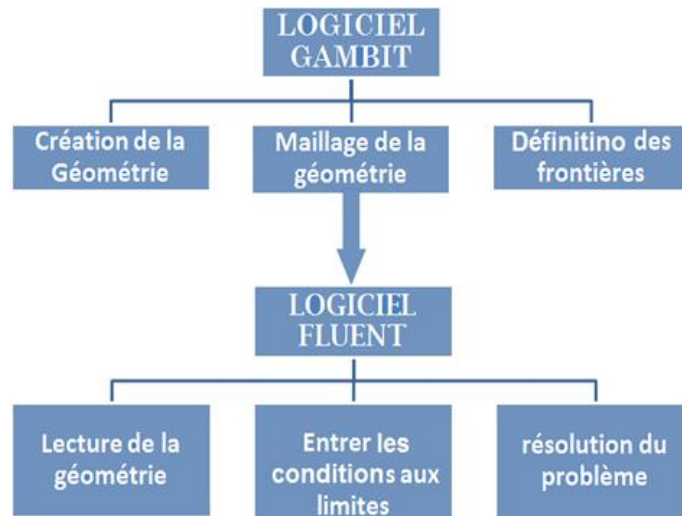 LOGICIEL
GAMBIT
Création de la
Géométrie
Maillage de la
géométrie
Définitino des
frontières
LOGICIEL
FLUENT
Lecture de la
géométrie
Entrer les
conditions aux
limites
résolution du
problème